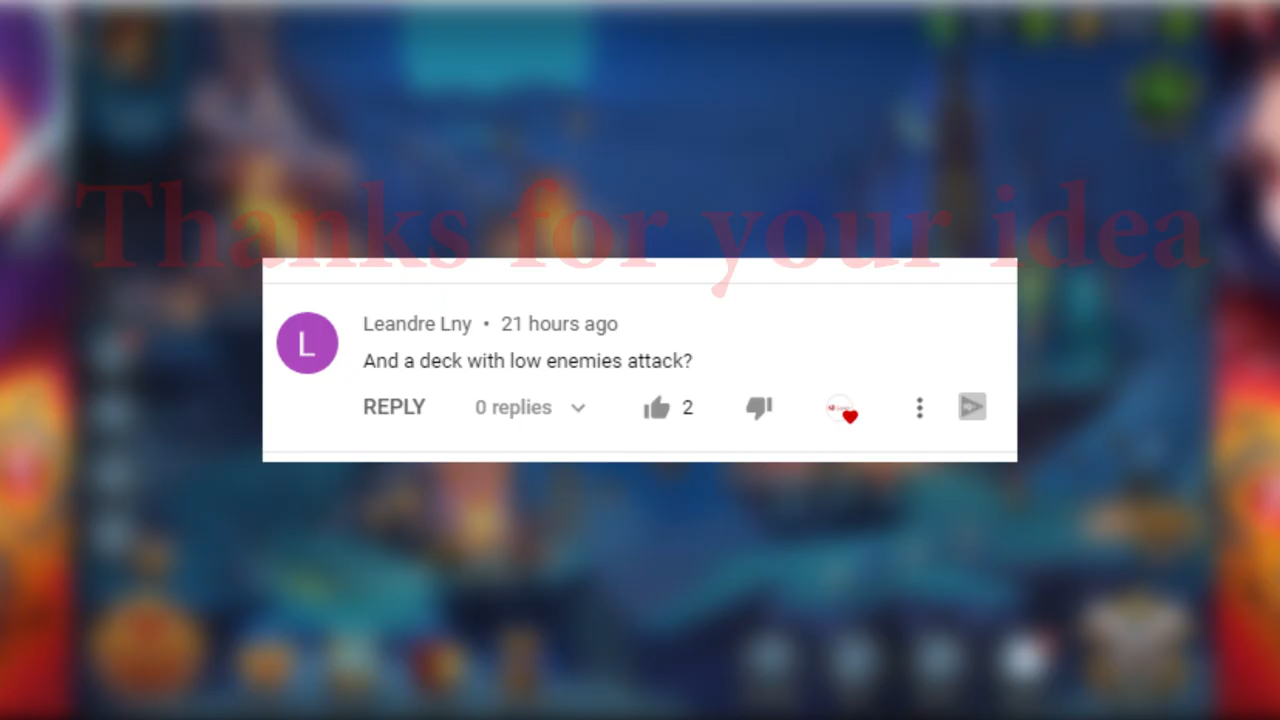 Thanks for your idea
L
Leandre Lny • 21 hours ago
And a deck with low enemies attack?
REPLY 0 replies 2